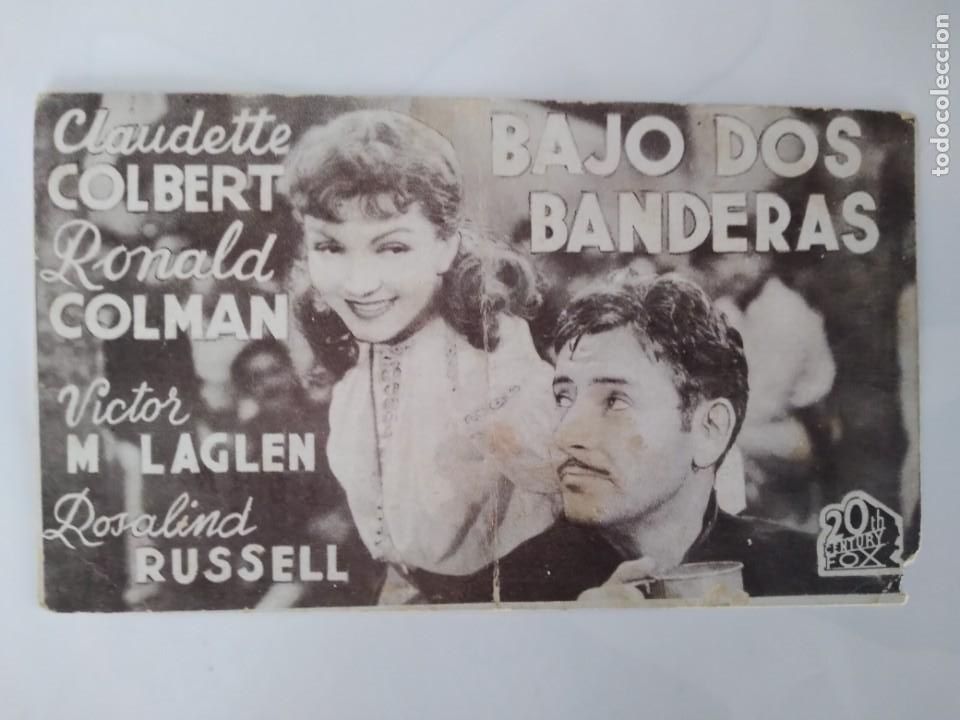 Claudette
COLBERT
Ronald
COLMAN
Victor
M LAGLEN
Rosalind
RUSSELL
BAJO DOS
BANDERAS
20th
CENTURY
FOX
todocoleccion